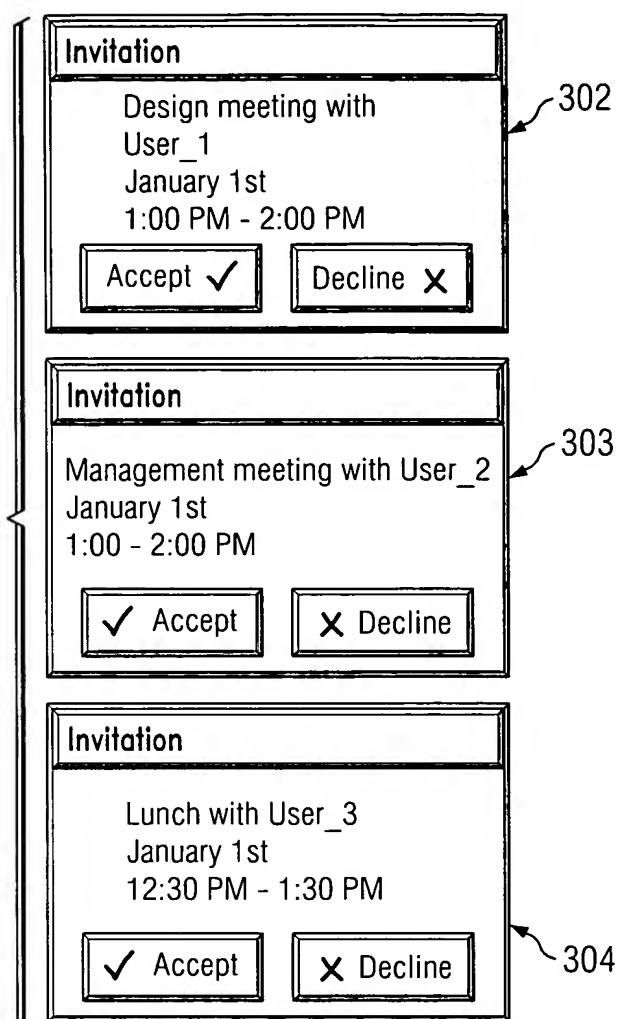 Invitation
Design meeting with
User_1
January 1st
1:00 PM - 2:00 PM
Accept ✓ Decline X
302
Invitation
Management meeting with User_2
January 1st
1:00 - 2:00 PM
✓ Accept X Decline
303
Invitation
Lunch with User_3
January 1st
12:30 PM - 1:30 PM
✓ Accept X Decline
304